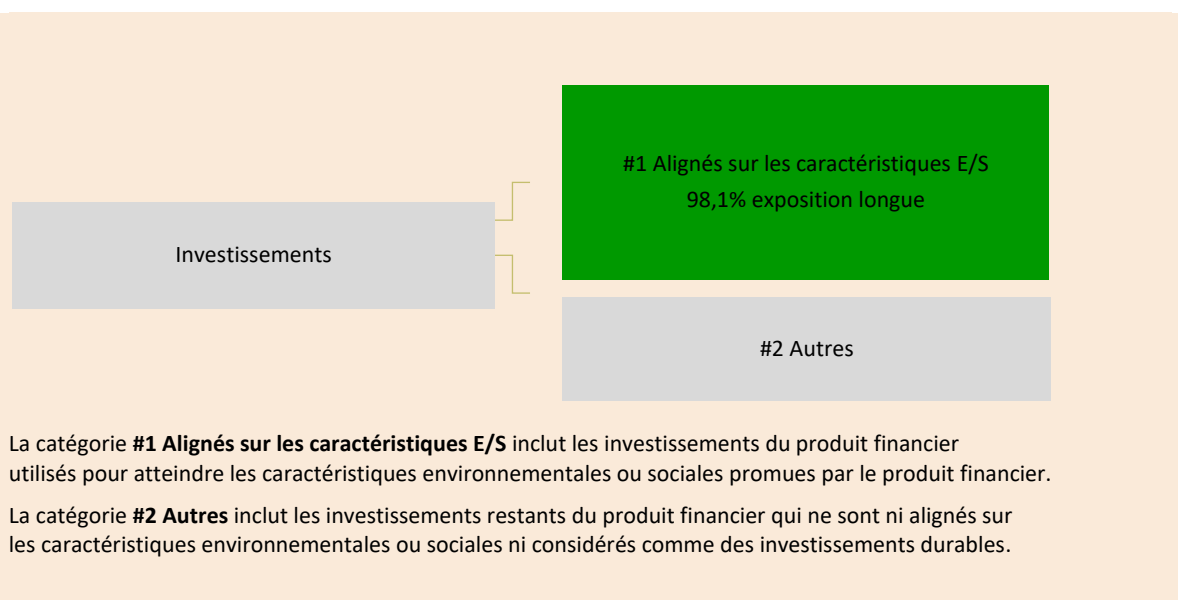 #1 Alignés sur les caractéristiques E/S
98,1% exposition longue
Investissements
#2 Autres
La catégorie #1 Alignés sur les caractéristiques E/S inclut les investissements du produit financier
utilisés pour atteindre les caractéristiques environnementales ou sociales promues par le produit financier.
La catégorie #2 Autres inclut les investissements restants du produit financier qui ne sont ni alignés sur
les caractéristiques environnementales ou sociales ni considérés comme des investissements durables.